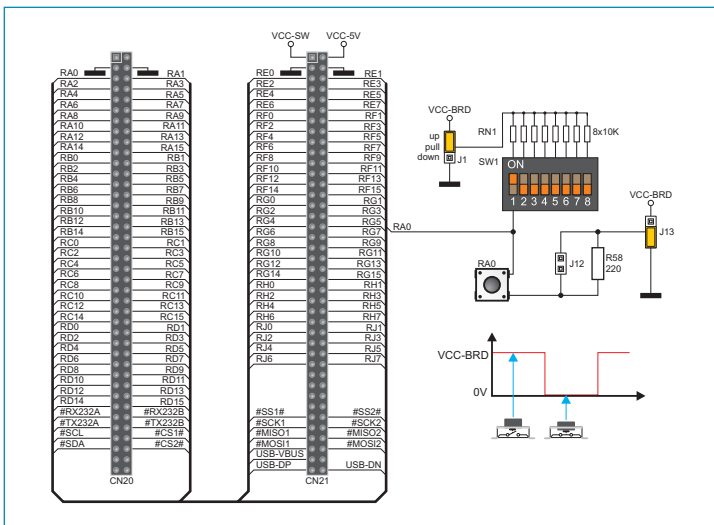 VCC-SW VCC-5V
RA0 RA1
RA2 RA3
RA4 RA5
RA6 RA7
RA8 RA9
RA10 RA11
RA12 RA13
RA14 RA15
RB0 RB1
RB2 RB3
RB4 RB5
RB6 RB7
RB8 RB9
RB10 RB11
RB12 RB13
RB14 RB15
RC0 RC1
RC2 RC3
RC4 RC5
RC6 RC7
RC8 RC9
RC10 RC11
RC12 RC13
RC14 RC15
RD0 RD1
RD2 RD3
RD4 RD5
RD6 RD7
RD8 RD9
RD10 RD11
RD12 RD13
RD14 RD15
#RX232A #RX232B
#TX232A #TX232B
#SCL #CS1#
#SDA #CS2#
CN20
RE0 RE1
RE2 RE3
RE4 RE5
RE6 RE7
RF0 RF1
RF2 RF3
RF4 RF5
RF6 RF7
RF8 RF9
RF10 RF11
RF12 RF13
RF14 RF15
RG0 RG1
RG2 RG3
RG4 RG5
RG6 RG7
RG8 RG9
RG10 RG11
RG12 RG13
RG14 RG15
RH0 RH1
RH2 RH3
RH4 RH5
RH6 RH7
RJ0 RJ1
RJ2 RJ3
RJ4 RJ5
RJ6 RJ7
#SS1# #SS2#
#SCK1 #SCK2
#MISO1 #MISO2
#MOSI1 #MOSI2
USB-VBUS
USB-DP USB-DN
CN21
VCC-BRD
up
pull
down
J1
RN1 8x10K
SW1
ON
1 2 3 4 5 6 7 8
VCC-BRD
J13
RA0
RA0
J12
R58
220
VCC-BRD
0V